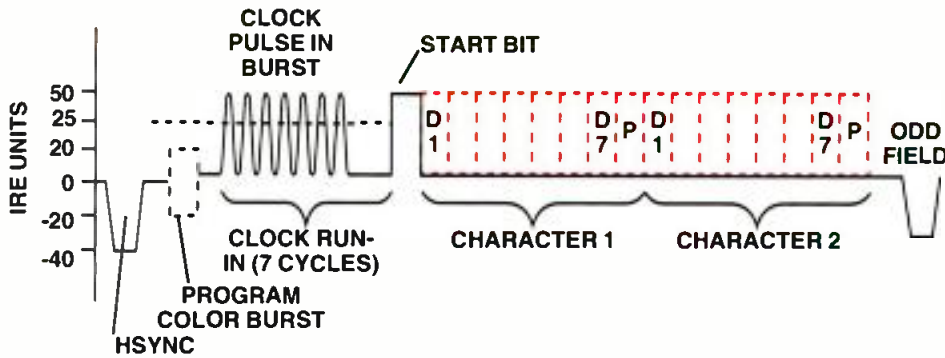 CLOCK
PULSE IN
BURST
START BIT
IRE UNITS
50
25
20
0
-20
-40
D
1
D
7
P
D
1
D
7
P
ODD
FIELD
CLOCK RUN-
IN (7 CYCLES)
CHARACTER 1
CHARACTER 2
PROGRAM
COLOR BURST
HSYNC